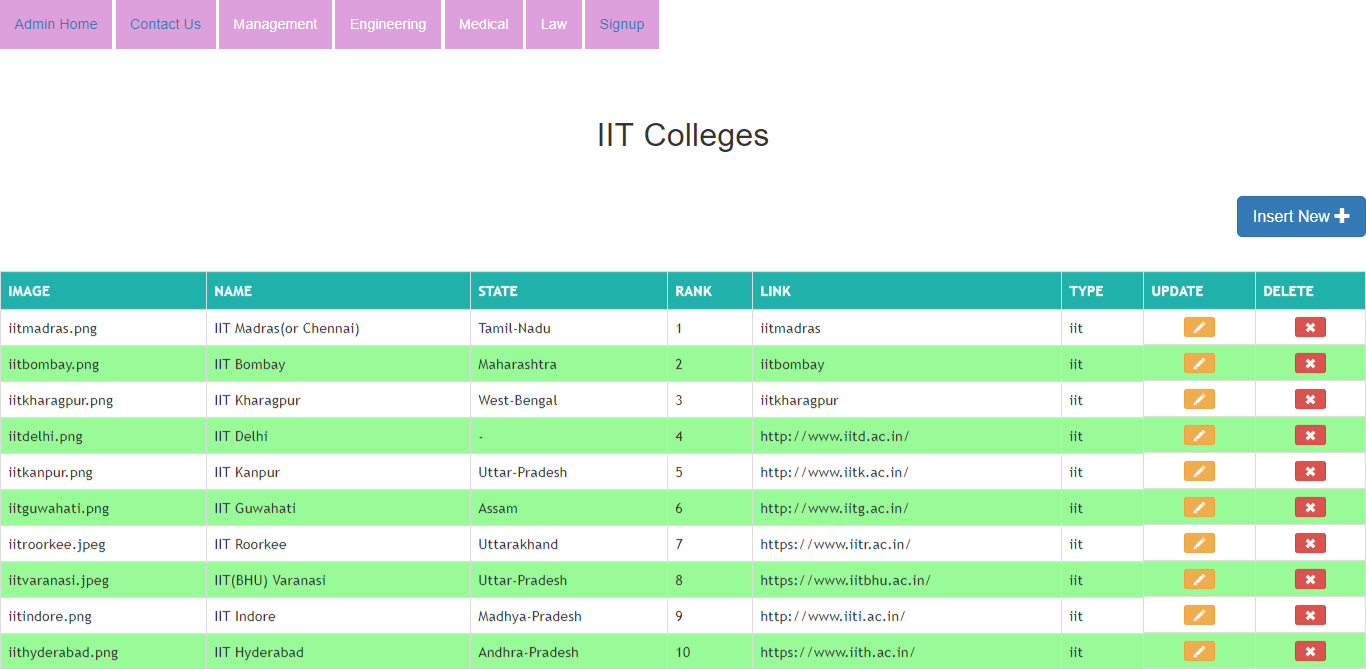 Admin Home Contact Us Management Engineering Medical Law Signup
IIT Colleges
Insert New
IMAGE NAME STATE RANK LINK TYPE UPDATE DELETE
iitmadras.png IIT Madras(or Chennai) Tamil-Nadu 1 iitmadras iit
iitbombay.png IIT Bombay Maharashtra 2 iitbombay iit
iitkharagpur.png IIT Kharagpur West-Bengal 3 iitkharagpur iit
iitdelhi.png IIT Delhi - 4 http://www.iitd.ac.in/ iit
iitkanpur.png IIT Kanpur Uttar-Pradesh 5 http://www.iitk.ac.in/ iit
iitguwahati.png IIT Guwahati Assam 6 http://www.iitg.ac.in/ iit
iitroorkee.jpeg IIT Roorkee Uttarakhand 7 https://www.iitr.ac.in/ iit
iitvaranasi.jpeg IIT(BHU) Varanasi Uttar-Pradesh 8 https://www.iitbhu.ac.in/ iit
iitindore.png IIT Indore Madhya-Pradesh 9 http://www.iiti.ac.in/ iit
iithyderabad.png IIT Hyderabad Andhra-Pradesh 10 https://www.iith.ac.in/ iit